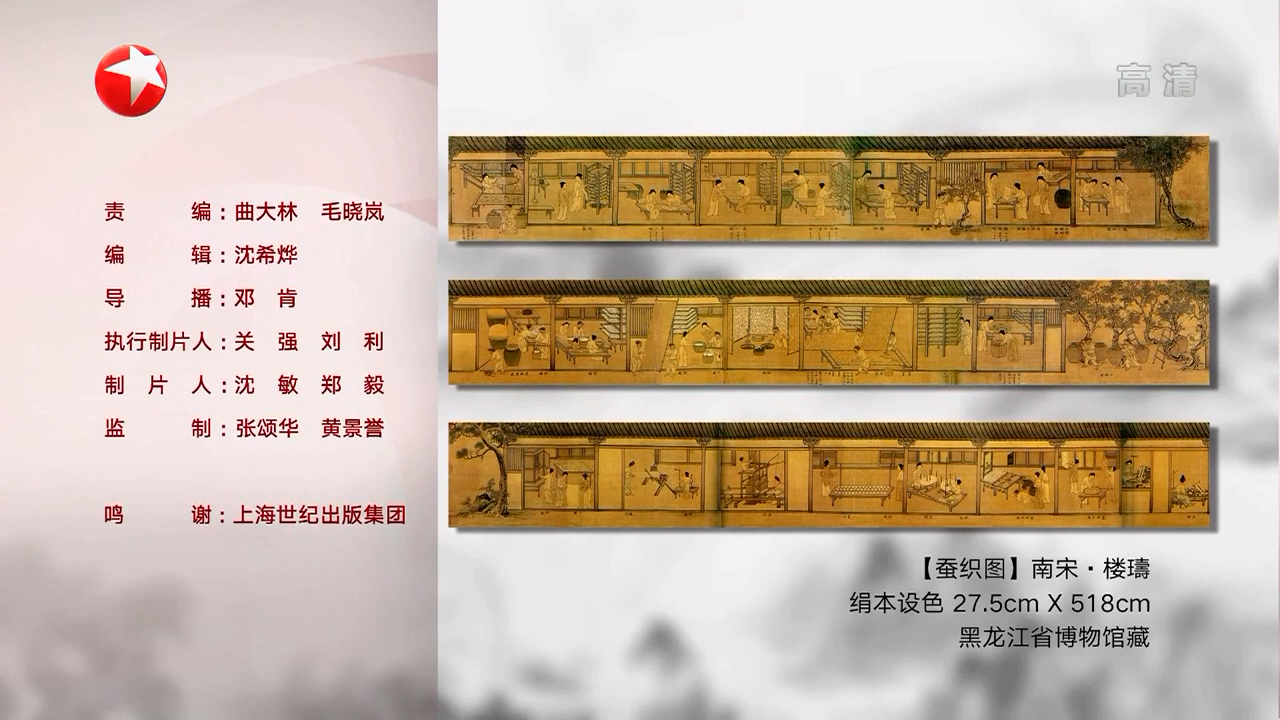 高清
责编：曲大林 毛晓岚
编辑：沈希烨
导播：邓肯
执行制片人：关强 刘利
制片人：沈敏 郑毅
监制：张颂华 黄景誉
鸣谢：上海世纪出版集团
【蚕织图】南宋·楼璹
绢本设色 27.5cm X 518cm
黑龙江省博物馆藏